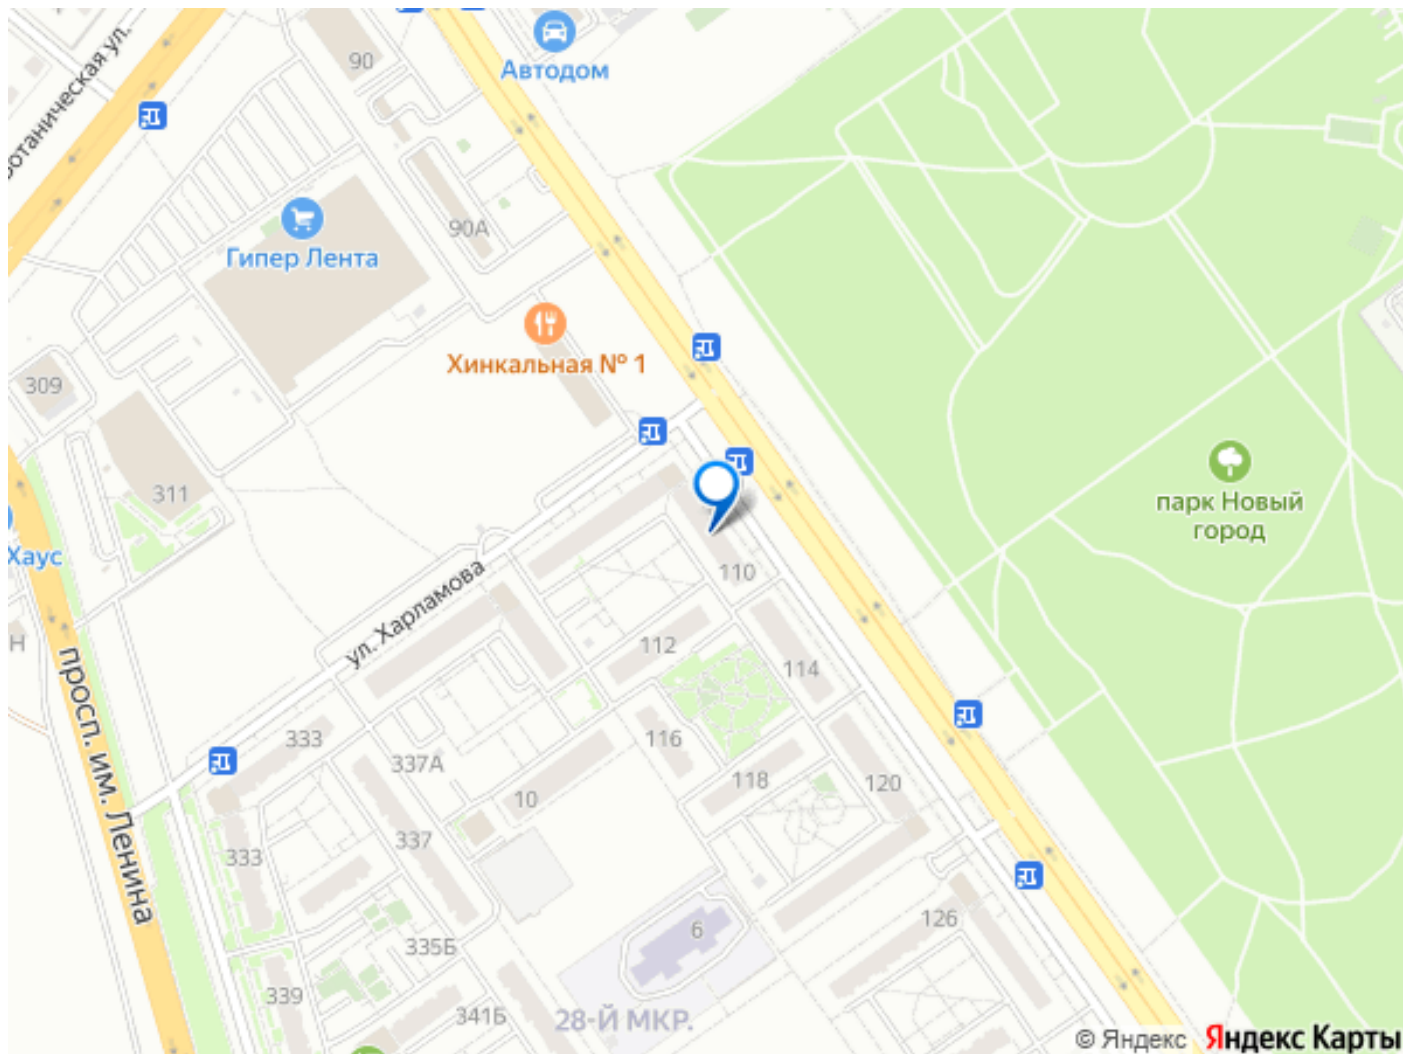 Ботаническая ул.
90
Автодом
90А
Гипер Лента
Хинкальная № 1
309
311
парк Новый
город
Хаус
110
ул. Харламова
Н
112
114
просп. им. Ленина
333
116
337А
118
120
10
337
333
126
6
335Б
339
341Б
28-Й МКР.
© Яндекс
Яндекс Карты